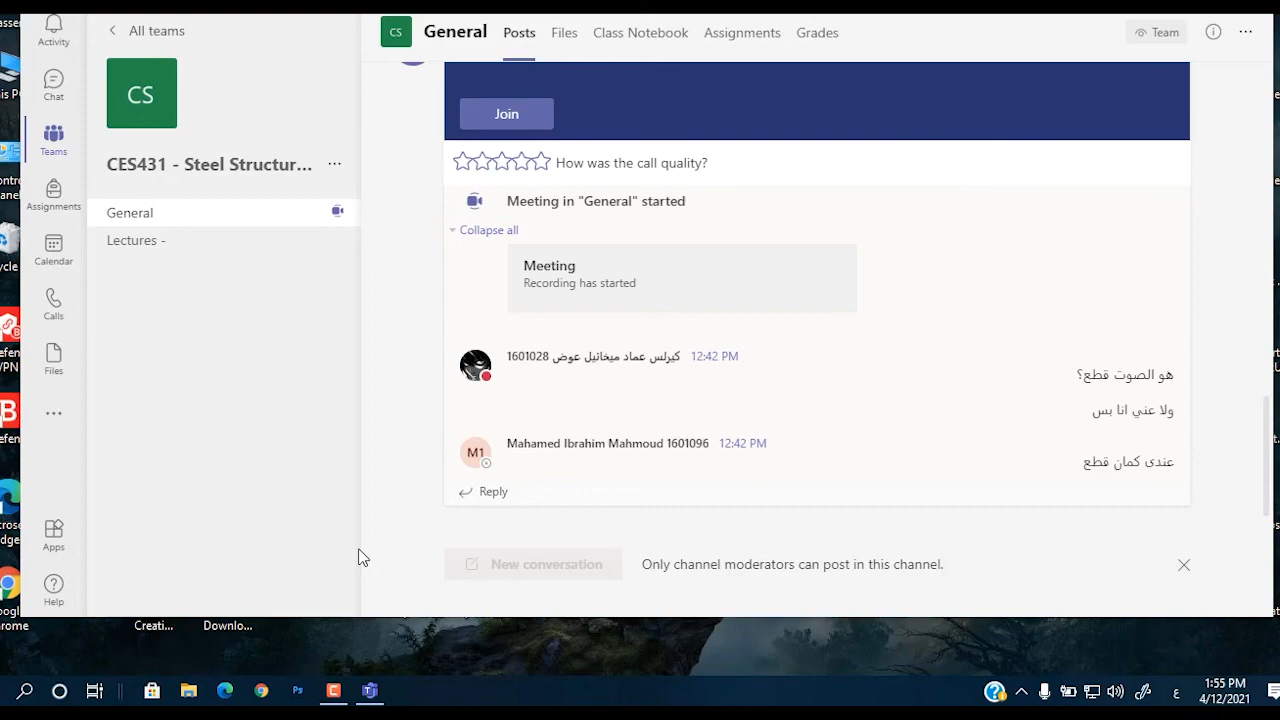 Activity
Chat
Teams
Assignments
Calendar
Calls
Files
Apps
Help
All teams
CS
CES431 - Steel Structur...
General
Lectures -
CS
General
Posts
Files
Class Notebook
Assignments
Grades
Team
Join
How was the call quality?
Meeting in "General" started
Collapse all
Meeting
Recording has started
كيرلس عماد ميخائيل عوض 1601028
12:42 PM
هو الصوت قطع؟
ولا عني انا بس
M1
Mahamed Ibrahim Mahmoud 1601096
12:42 PM
عندى كمان قطع
Reply
New conversation
Only channel moderators can post in this channel.
Creati...
Downlo...
Ps
ع
1:55 PM
4/12/2021